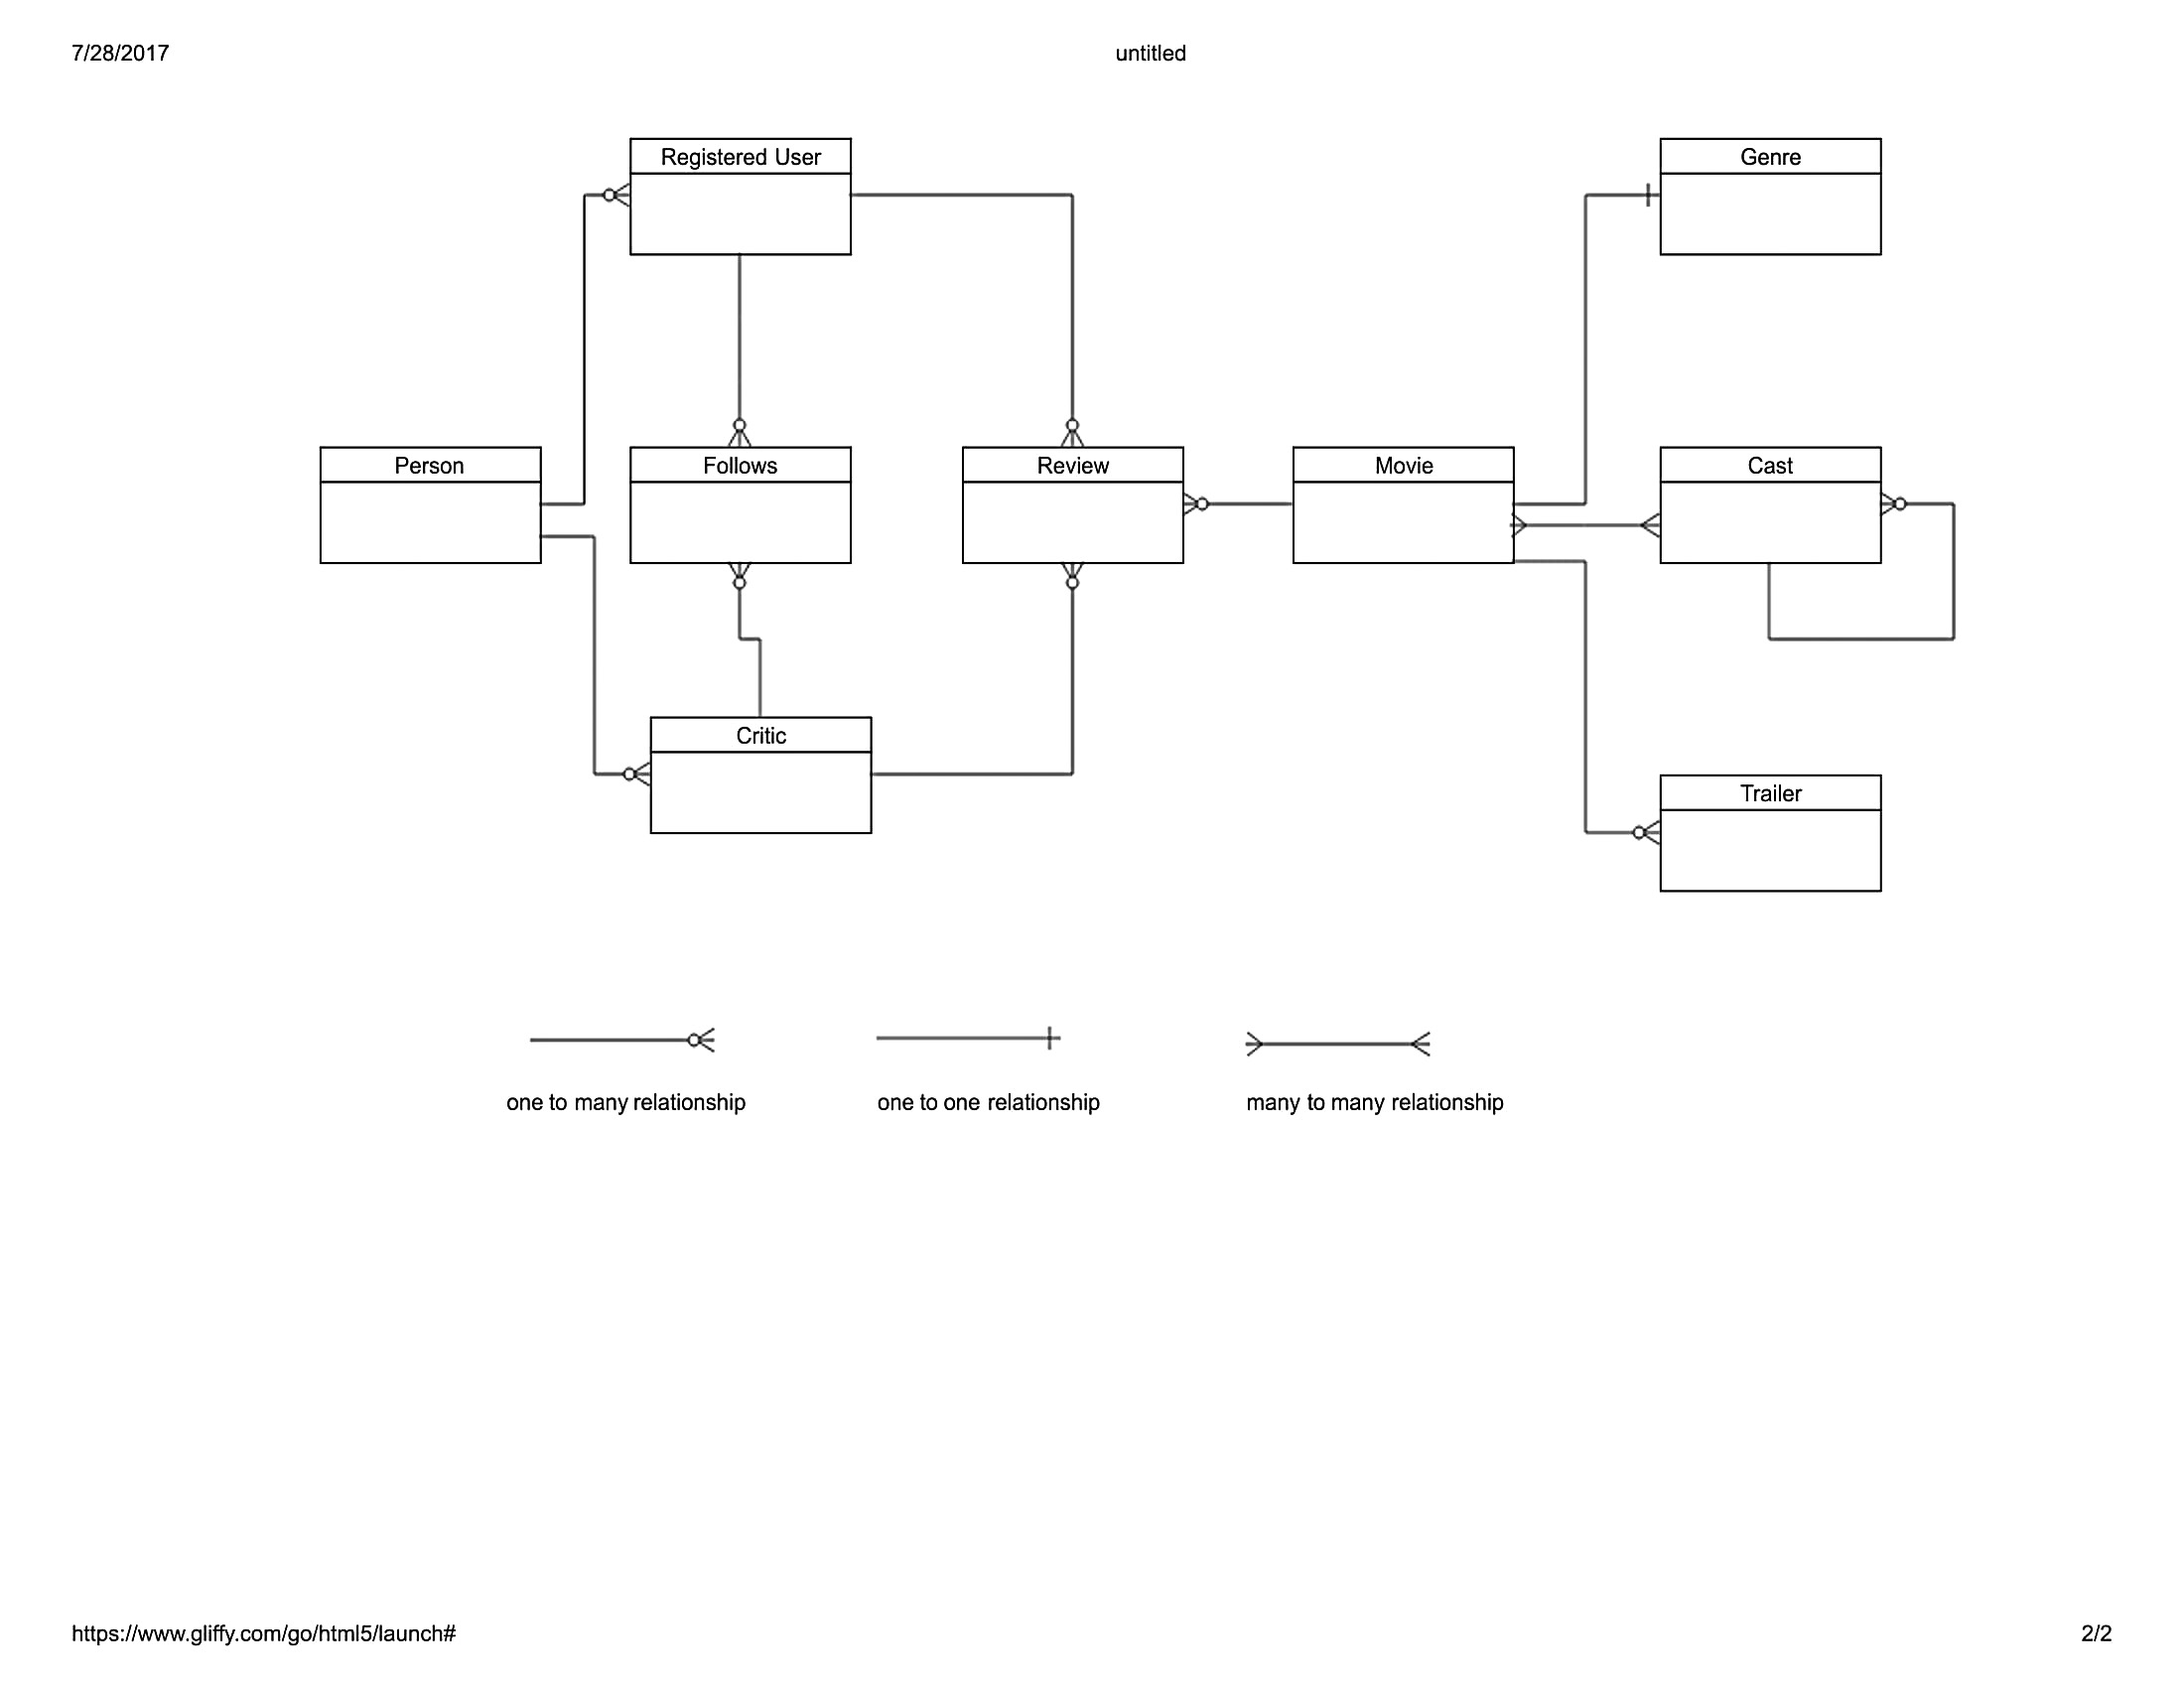 7/28/2017
untitled
Registered User
Genre
Person
Follows
Review
Movie
Cast
Critic
Trailer
one to many relationship
one to one relationship
many to many relationship
https://www.gliffy.com/go/html5/launch#
2/2